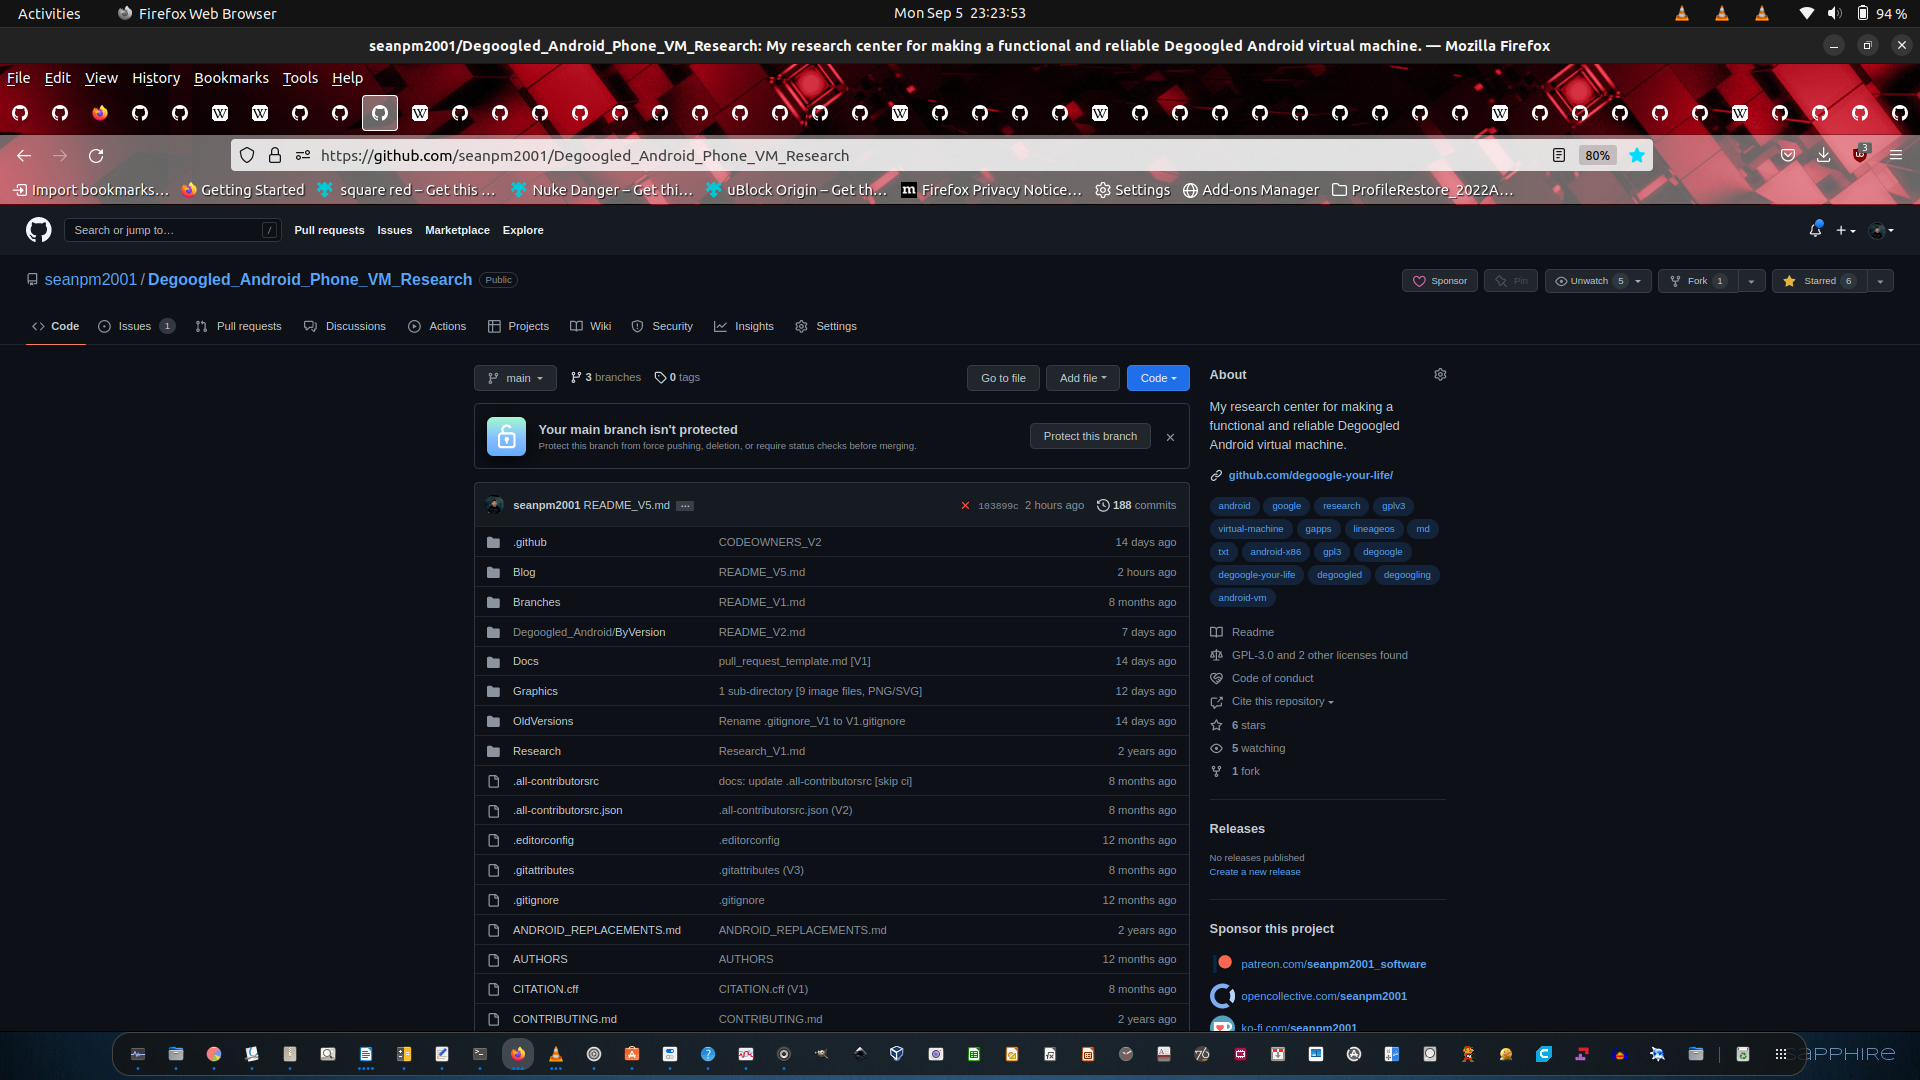 Activities Firefox Web Browser Mon Sep 5 23:23:53 94 %
seanpm2001/Degoogled_Android_Phone_VM_Research: My research center for making a functional and reliable Degoogled Android virtual machine. — Mozilla Firefox
File Edit View History Bookmarks Tools Help
https://github.com/seanpm2001/Degoogled_Android_Phone_VM_Research 80% 3
Import bookmarks… Getting Started square red – Get this … Nuke Danger – Get thi… uBlock Origin – Get th… Firefox Privacy Notice… Settings Add-ons Manager ProfileRestore_2022A…
Search or jump to… / Pull requests Issues Marketplace Explore
seanpm2001 / Degoogled_Android_Phone_VM_Research Public Sponsor Pin Unwatch 5 Fork 1 Starred 6
Code Issues 1 Pull requests Discussions Actions Projects Wiki Security Insights Settings
main 3 branches 0 tags Go to file Add file Code
Your main branch isn't protected
Protect this branch from force pushing, deletion, or require status checks before merging.
Protect this branch
seanpm2001 README_V5.md … 103899c 2 hours ago 188 commits
.github CODEOWNERS_V2 14 days ago
Blog README_V5.md 2 hours ago
Branches README_V1.md 8 months ago
Degoogled_Android/ByVersion README_V2.md 7 days ago
Docs pull_request_template.md [V1] 14 days ago
Graphics 1 sub-directory [9 image files, PNG/SVG] 12 days ago
OldVersions Rename .gitignore_V1 to V1.gitignore 14 days ago
Research Research_V1.md 2 years ago
.all-contributorsrc docs: update .all-contributorsrc [skip ci] 8 months ago
.all-contributorsrc.json .all-contributorsrc.json (V2) 8 months ago
.editorconfig .editorconfig 12 months ago
.gitattributes .gitattributes (V3) 8 months ago
.gitignore .gitignore 12 months ago
ANDROID_REPLACEMENTS.md ANDROID_REPLACEMENTS.md 2 years ago
AUTHORS AUTHORS 12 months ago
CITATION.cff CITATION.cff (V1) 8 months ago
CONTRIBUTING.md CONTRIBUTING.md 2 years ago
About
My research center for making a
functional and reliable Degoogled
Android virtual machine.
github.com/degoogle-your-life/
android google research gplv3
virtual-machine gapps lineageos md
txt android-x86 gpl3 degoogle
degoogle-your-life degoogled degoogling
android-vm
Readme
GPL-3.0 and 2 other licenses found
Code of conduct
Cite this repository
6 stars
5 watching
1 fork
Releases
No releases published
Create a new release
Sponsor this project
patreon.com/seanpm2001_software
opencollective.com/seanpm2001
ko-fi.com/seanpm2001